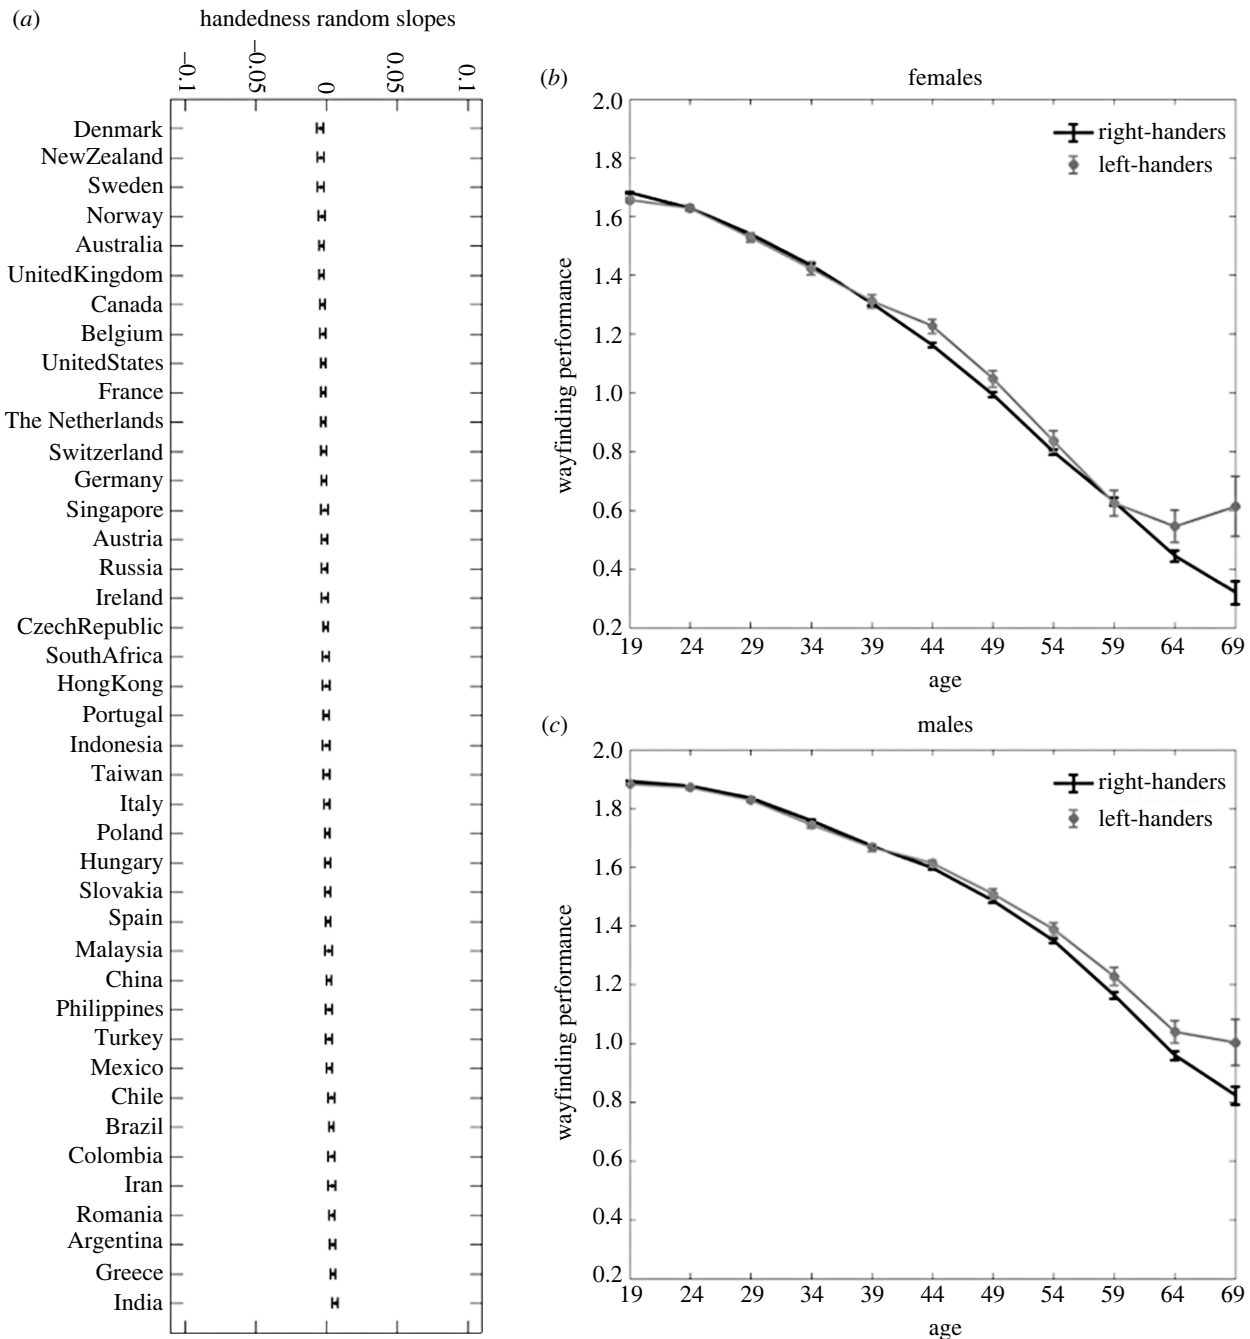 (a)
handedness random slopes
−0.1
−0.05
0
0.05
0.1
Denmark
NewZealand
Sweden
Norway
Australia
UnitedKingdom
Canada
Belgium
UnitedStates
France
The Netherlands
Switzerland
Germany
Singapore
Austria
Russia
Ireland
CzechRepublic
SouthAfrica
HongKong
Portugal
Indonesia
Taiwan
Italy
Poland
Hungary
Slovakia
Spain
Malaysia
China
Philippines
Turkey
Mexico
Chile
Brazil
Colombia
Iran
Romania
Argentina
Greece
India
(b)
females
right-handers
left-handers
wayfinding performance
2.0
1.8
1.6
1.4
1.2
1.0
0.8
0.6
0.4
0.2
19 24 29 34 39 44 49 54 59 64 69
age
(c)
males
right-handers
left-handers
wayfinding performance
2.0
1.8
1.6
1.4
1.2
1.0
0.8
0.6
0.4
0.2
19 24 29 34 39 44 49 54 59 64 69
age